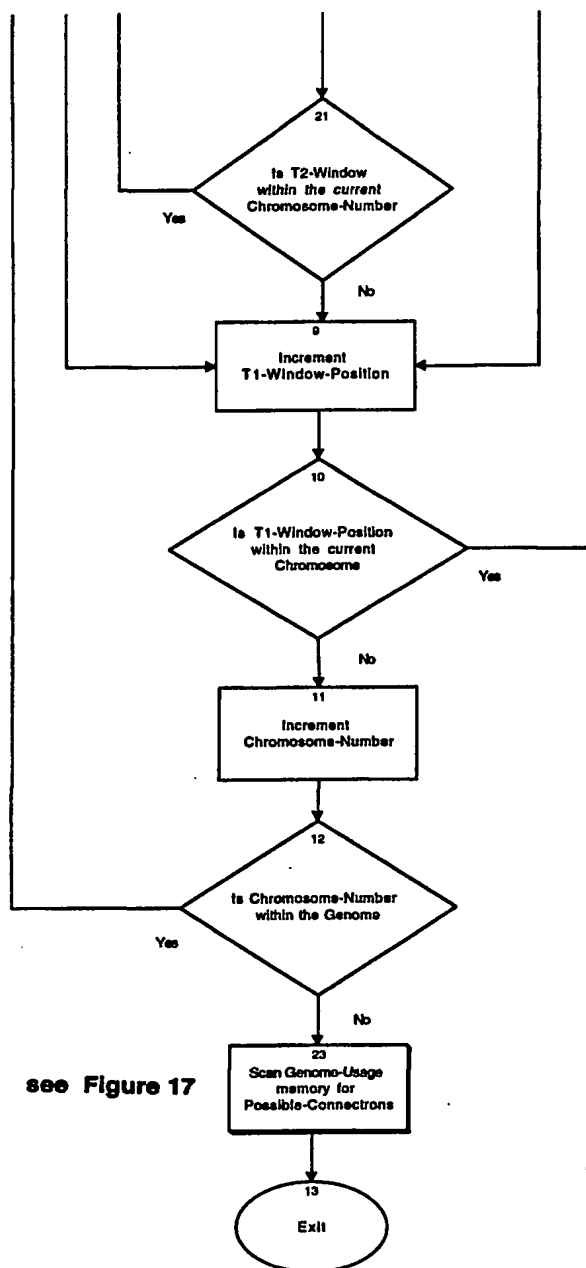 21
Is T2-Window
within the current
Chromosome-Number
Yes
No
9
Increment
T1-Window-Position
10
Is T1-Window-Position
within the current
Chromosome
Yes
No
11
Increment
Chromosome-Number
12
Is Chromosome-Number
within the Genome
Yes
No
23
Scan Genome-Usage
memory for
Possible-Connectrons
see Figure 17
13
Exit